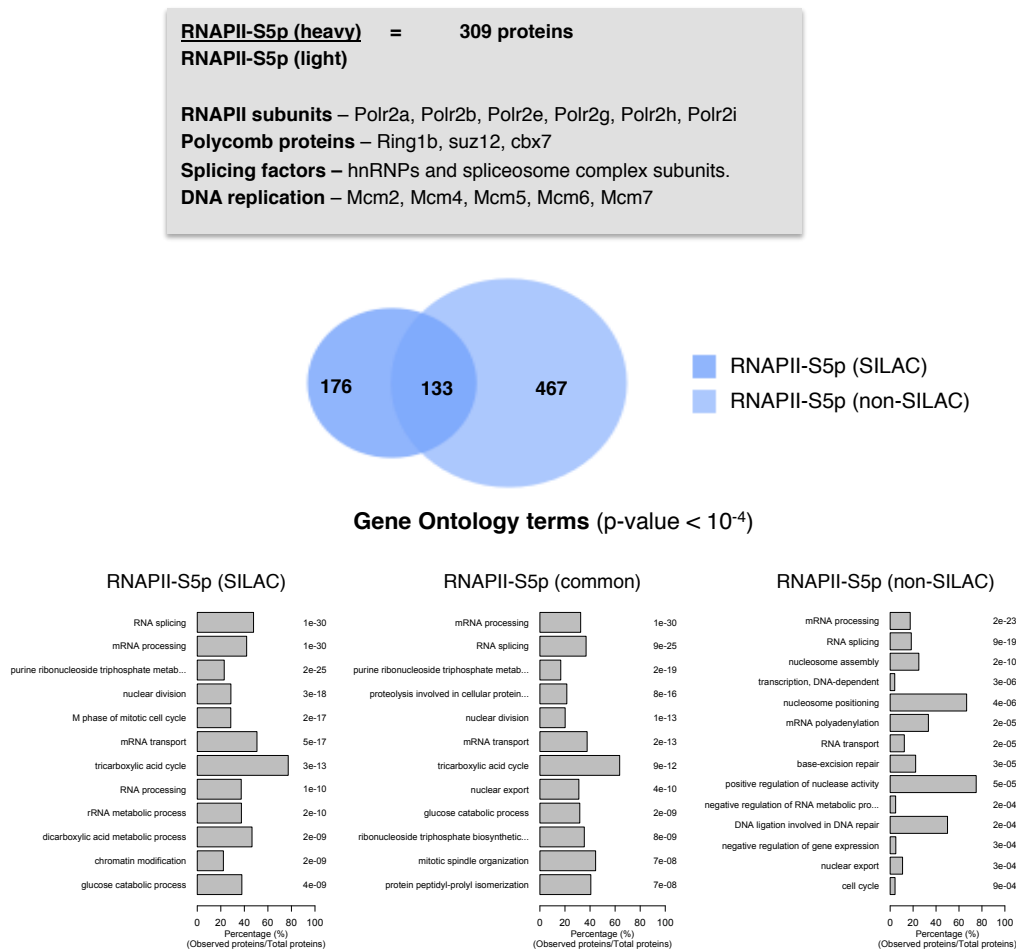 RNAPII-S5p (heavy) = 309 proteins
RNAPII-S5p (light)
RNAPII subunits – Polr2a, Polr2b, Polr2e, Polr2g, Polr2h, Polr2i
Polycomb proteins – Ring1b, suz12, cbx7
Splicing factors – hnRNPs and spliceosome complex subunits.
DNA replication – Mcm2, Mcm4, Mcm5, Mcm6, Mcm7
176 133 467
RNAPII-S5p (SILAC)
RNAPII-S5p (non-SILAC)
Gene Ontology terms (p-value < 10-4)
RNAPII-S5p (SILAC)
RNA splicing 1e-30
mRNA processing 1e-30
purine ribonucleoside triphosphate metab... 2e-25
nuclear division 3e-18
M phase of mitotic cell cycle 2e-17
mRNA transport 5e-17
tricarboxylic acid cycle 3e-13
RNA processing 1e-10
rRNA metabolic process 2e-10
dicarboxylic acid metabolic process 2e-09
chromatin modification 2e-09
glucose catabolic process 4e-09
0 20 40 60 80 100
Percentage (%)
(Observed proteins/Total proteins)
RNAPII-S5p (common)
mRNA processing 1e-30
RNA splicing 9e-25
purine ribonucleoside triphosphate metab... 2e-19
proteolysis involved in cellular protein... 8e-16
nuclear division 1e-13
mRNA transport 2e-13
tricarboxylic acid cycle 9e-12
nuclear export 4e-10
glucose catabolic process 2e-09
ribonucleoside triphosphate biosynthetic... 8e-09
mitotic spindle organization 7e-08
protein peptidyl-prolyl isomerization 7e-08
0 20 40 60 80 100
Percentage (%)
(Observed proteins/Total proteins)
RNAPII-S5p (non-SILAC)
mRNA processing 2e-23
RNA splicing 9e-19
nucleosome assembly 2e-10
transcription, DNA-dependent 3e-06
nucleosome positioning 4e-06
mRNA polyadenylation 2e-05
RNA transport 2e-05
base-excision repair 3e-05
positive regulation of nuclease activity 5e-05
negative regulation of RNA metabolic pro... 2e-04
DNA ligation involved in DNA repair 2e-04
negative regulation of gene expression 3e-04
nuclear export 3e-04
cell cycle 9e-04
0 20 40 60 80 100
Percentage (%)
(Observed proteins/Total proteins)